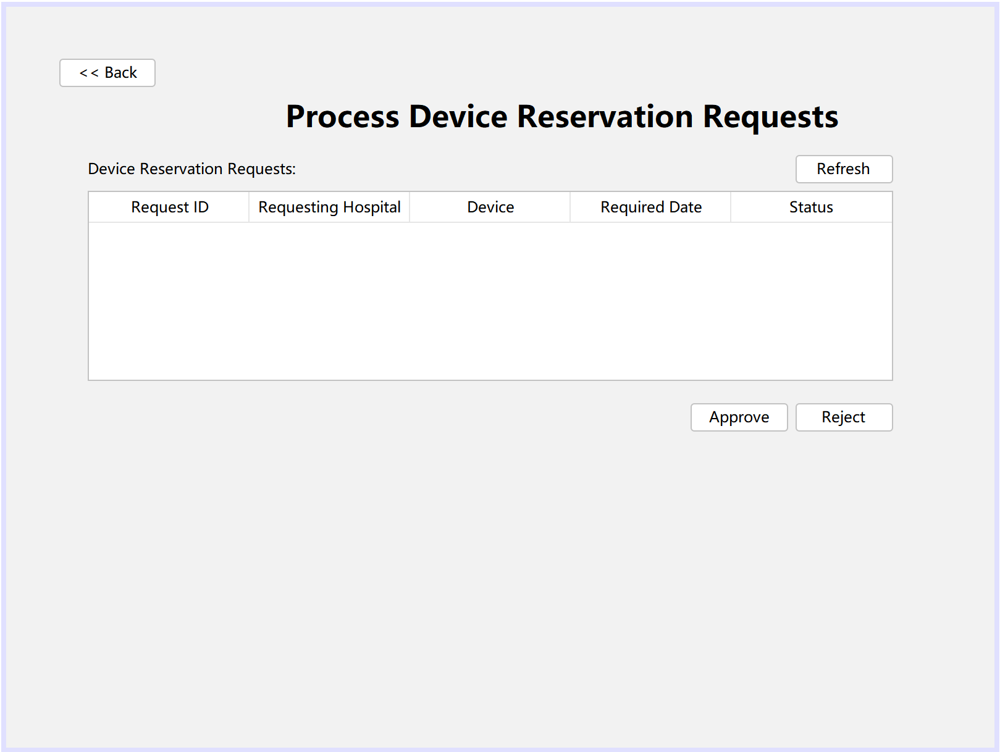 << Back
Process Device Reservation Requests
Device Reservation Requests:
Refresh
Request ID Requesting Hospital Device Required Date Status
Approve Reject